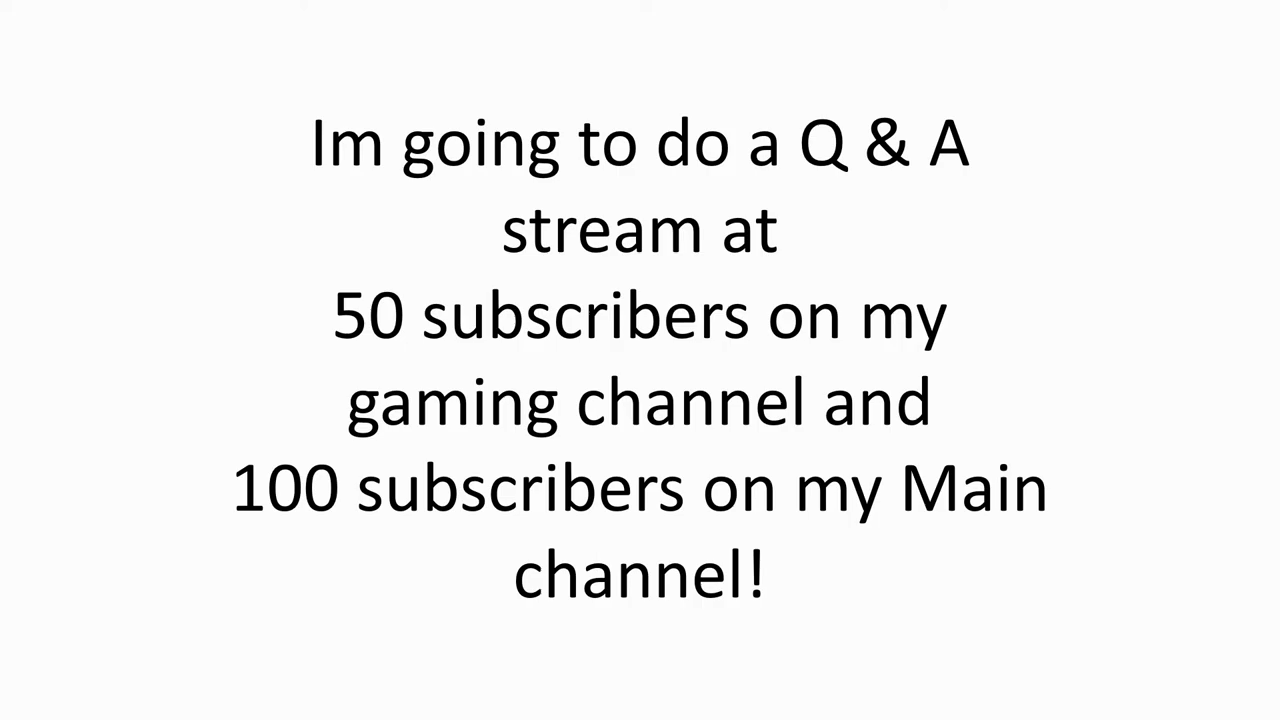 Im going to do a Q & A
stream at
50 subscribers on my
gaming channel and
100 subscribers on my Main
channel!